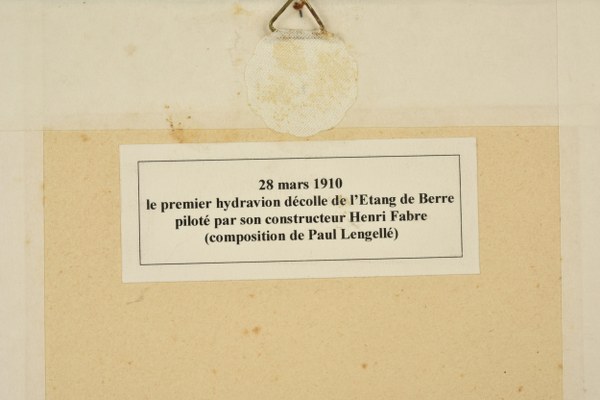 28 mars 1910
le premier hydravion décolle de l'Etang de Berre
piloté par son constructeur Henri Fabre
(composition de Paul Lengellé)